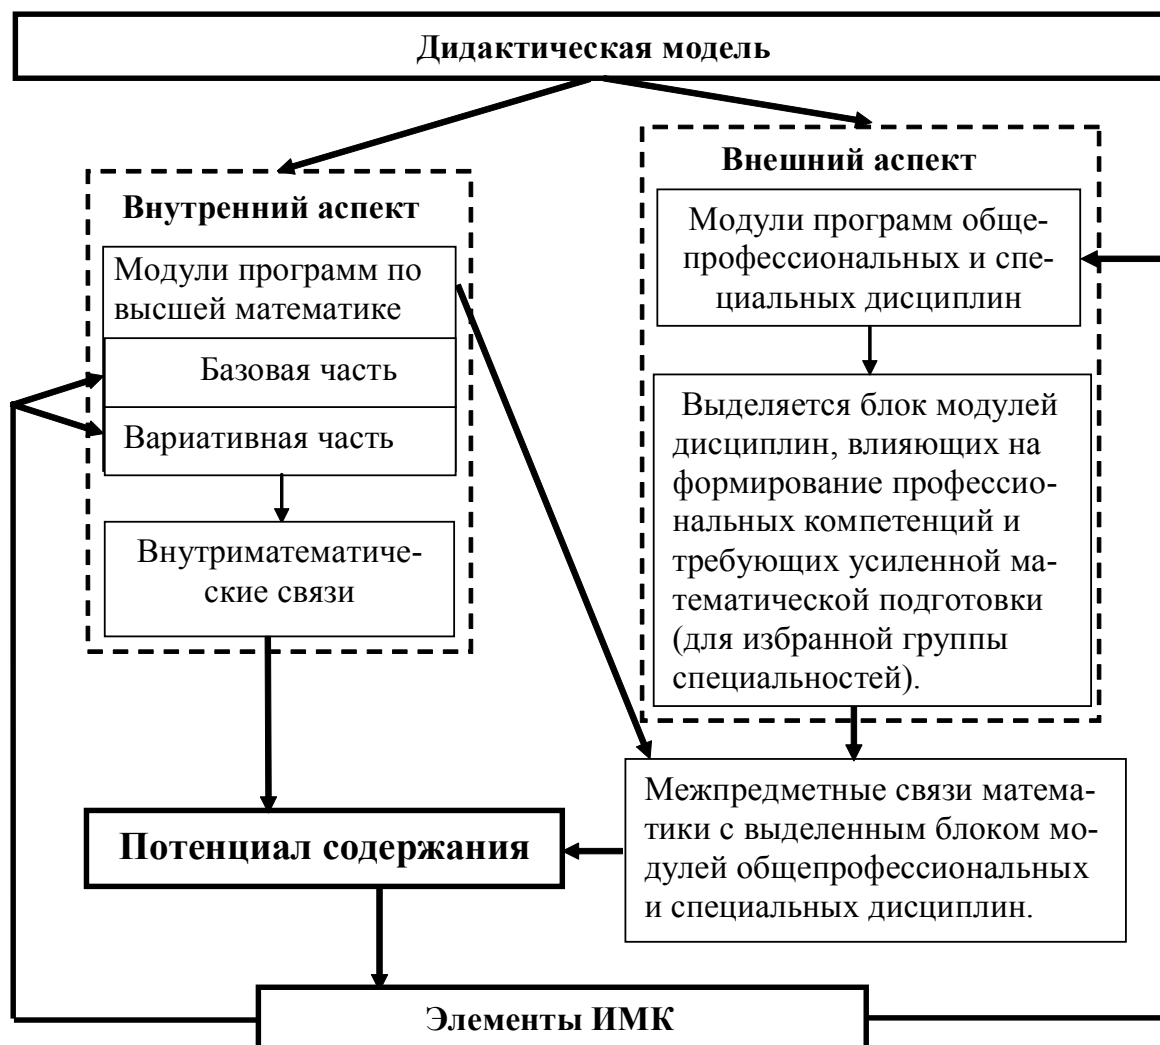 Дидактическая модель
Внутренний аспект
Модули программ по
высшей математике
Базовая часть
Вариативная часть
Внутриматематиче-
ские связи
Внешний аспект
Модули программ обще-
профессиональных и спе-
циальных дисциплин
Выделяется блок модулей
дисциплин, влияющих на
формирование профессио-
нальных компетенций и
требующих усиленной ма-
тематической подготовки
(для избранной группы
специальностей).
Межпредметные связи матема-
тики с выделенным блоком мо-
дулей общепрофессиональных
и специальных дисциплин.
Потенциал содержания
Элементы ИМК